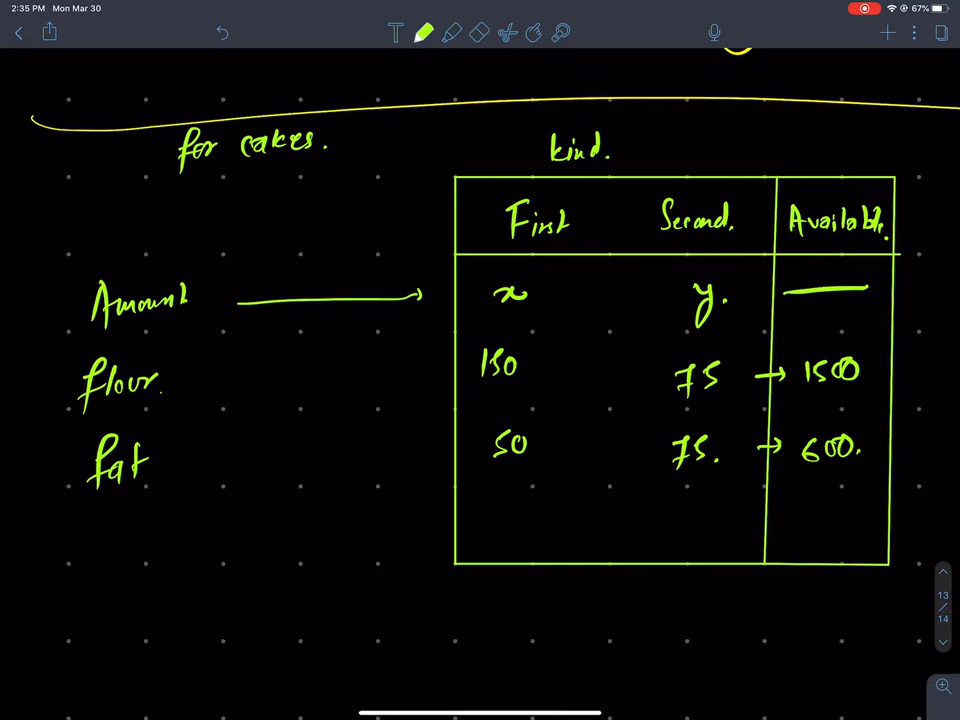 2:35 PM Mon Mar 30
67%
for cakes.
kind.
First Second. Available.
Amount x y.
flour. 150 75 1500
fat 50 75. 600.
13
/
14